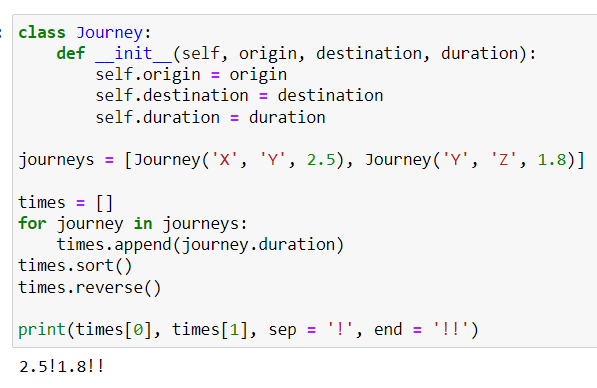 class Journey:
    def __init__(self, origin, destination, duration):
        self.origin = origin
        self.destination = destination
        self.duration = duration
journeys = [Journey('X', 'Y', 2.5), Journey('Y', 'Z', 1.8)]
times = []
for journey in journeys:
    times.append(journey.duration)
times.sort()
times.reverse()
print(times[0], times[1], sep = '!', end = '!!')
2.5!1.8!!